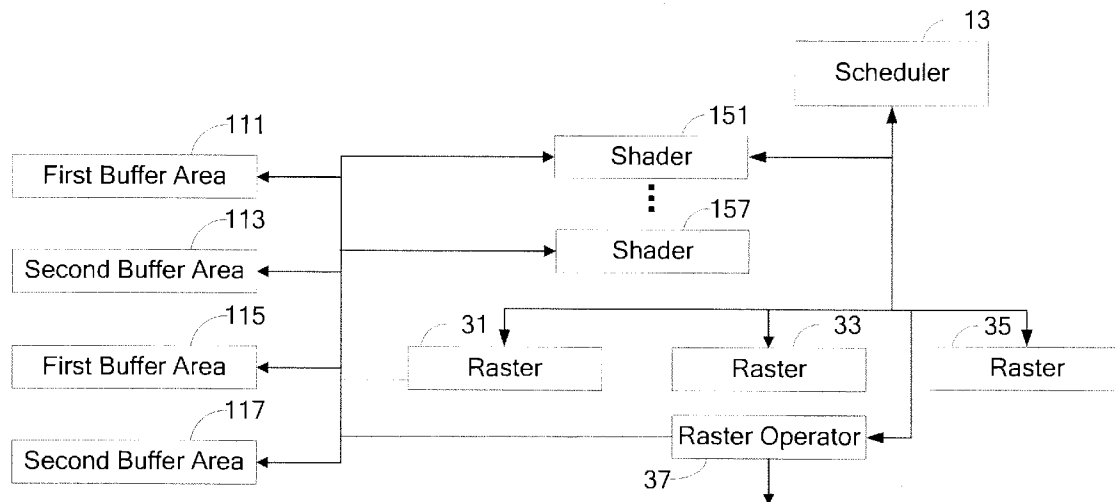 13
Scheduler
151
Shader
157
Shader
111
First Buffer Area
113
Second Buffer Area
115
First Buffer Area
117
Second Buffer Area
31
Raster
33
Raster
35
Raster
Raster Operator
37